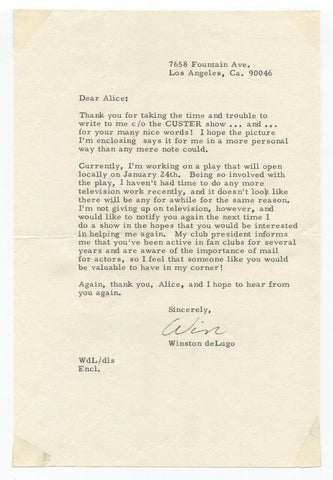 7658 Fountain Ave.
Los Angeles, Ca. 90046
Dear Alice:
Thank you for taking the time and trouble to
write to me c/o the CUSTER show ... and ...
for your many nice words! I hope the picture
I'm enclosing says it for me in a more personal
way than any mere note could.
Currently, I'm working on a play that will open
locally on January 24th. Being so involved with
the play, I haven't had time to do any more
television work recently, and it doesn't look like
there will be any for awhile for the same reason.
I'm not giving up on television, however, and
would like to notify you again the next time I
do a show in the hopes that you would be interested
in helping me again. My club president informs
me that you've been active in fan clubs for several
years and are aware of the importance of mail
for actors, so I feel that someone like you would
be valuable to have in my corner!
Again, thank you, Alice, and I hope to hear from
you again.
Sincerely,
Win
Winston deLugo
WdL/dls
Encl.